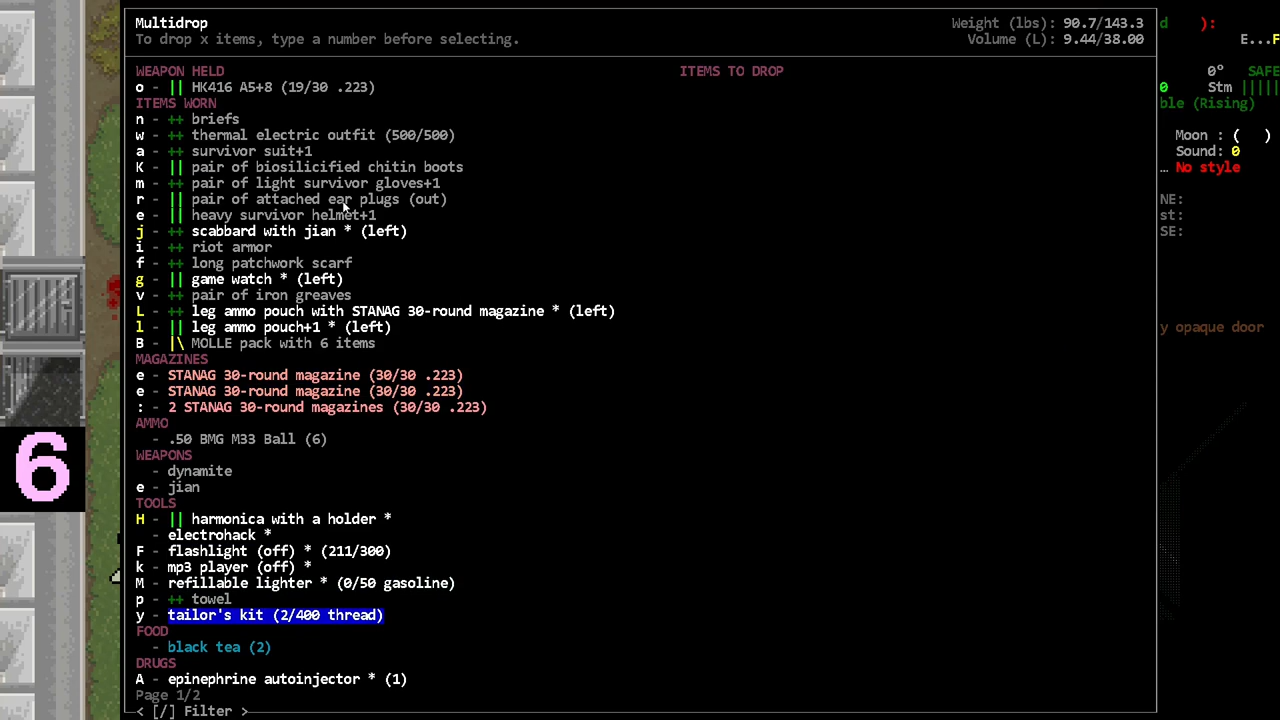 Multidrop
Weight (lbs): 90.7/143.3
To drop x items, type a number before selecting.
Volume (L): 9.44/38.00
WEAPON HELD
ITEMS TO DROP
o - || HK416 A5+8 (19/30 .223)
ITEMS WORN
n - ++ briefs
w - ++ thermal electric outfit (500/500)
a - ++ survivor suit+1
K - || pair of biosilicified chitin boots
m - ++ pair of light survivor gloves+1
r - || pair of attached ear plugs (out)
e - || heavy survivor helmet+1
j - ++ scabbard with jian * (left)
i - ++ riot armor
f - ++ long patchwork scarf
g - || game watch * (left)
v - ++ pair of iron greaves
L - ++ leg ammo pouch with STANAG 30-round magazine * (left)
l - || leg ammo pouch+1 * (left)
B - |\ MOLLE pack with 6 items
MAGAZINES
e - STANAG 30-round magazine (30/30 .223)
e - STANAG 30-round magazine (30/30 .223)
: - 2 STANAG 30-round magazines (30/30 .223)
AMMO
- .50 BMG M33 Ball (6)
WEAPONS
- dynamite
e - jian
TOOLS
H - || harmonica with a holder *
- electrohack *
F - flashlight (off) * (211/300)
k - mp3 player (off) *
M - refillable lighter * (0/50 gasoline)
p - ++ towel
y - tailor's kit (2/400 thread)
FOOD
- black tea (2)
DRUGS
A - epinephrine autoinjector * (1)
Page 1/2
< [/] Filter >
6
d ):
E...F
0° SAFE
0 Stm |||||
ble (Rising)
Moon : ( )
Sound: 0
… No style
NE:
st:
SE:
y opaque door